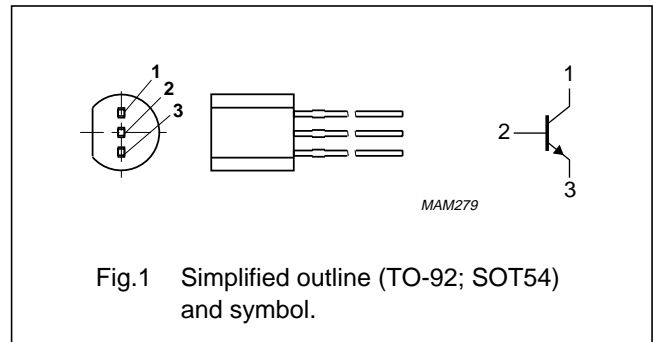 1
2
3
1
2
3
MAM279
Fig.1 Simplified outline (TO-92; SOT54)
and symbol.